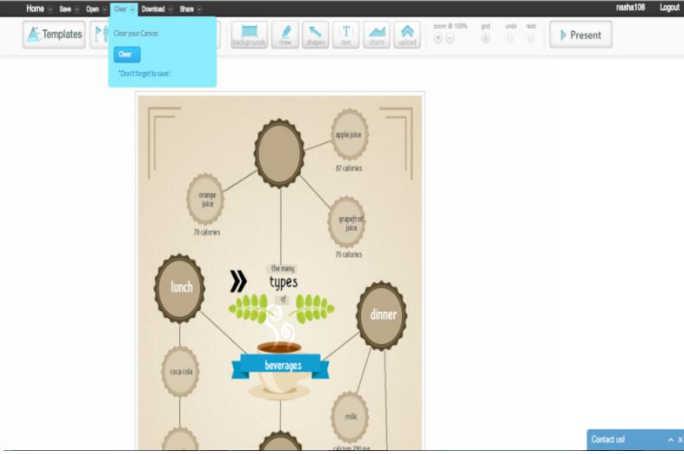 Home Save Open Clear Download Share nasha108 Logout
Templates
backgrounds draw shapes text charts upload
zoom @ 100% grid undo redo
Present
Clear your Canvas
Clear
*Don't forget to save!
apple juice
87 calories
orange
juice
79 calories
grapefruit
juice
79 calories
lunch
the many
types
of
dinner
beverages
coca cola
milk
Contact us!